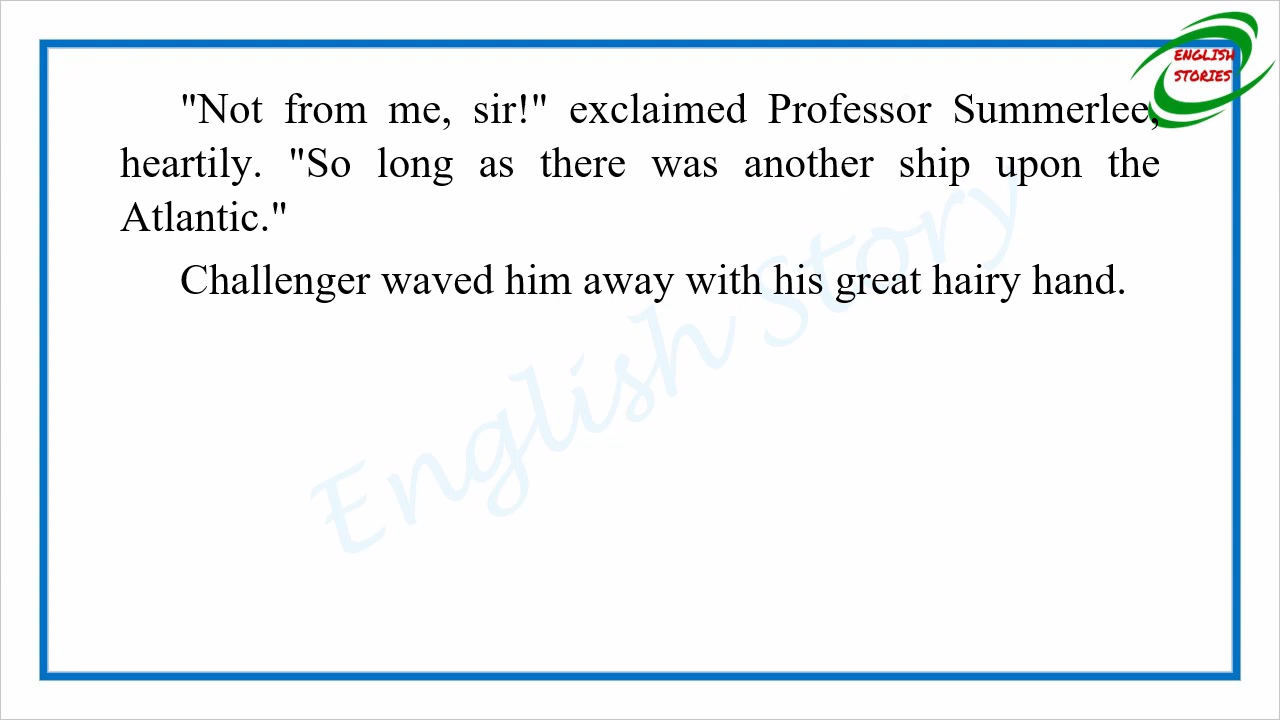 ENGLISH
STORIES
"Not from me, sir!" exclaimed Professor Summerlee,
heartily. "So long as there was another ship upon the
Atlantic."
Challenger waved him away with his great hairy hand.
English Story